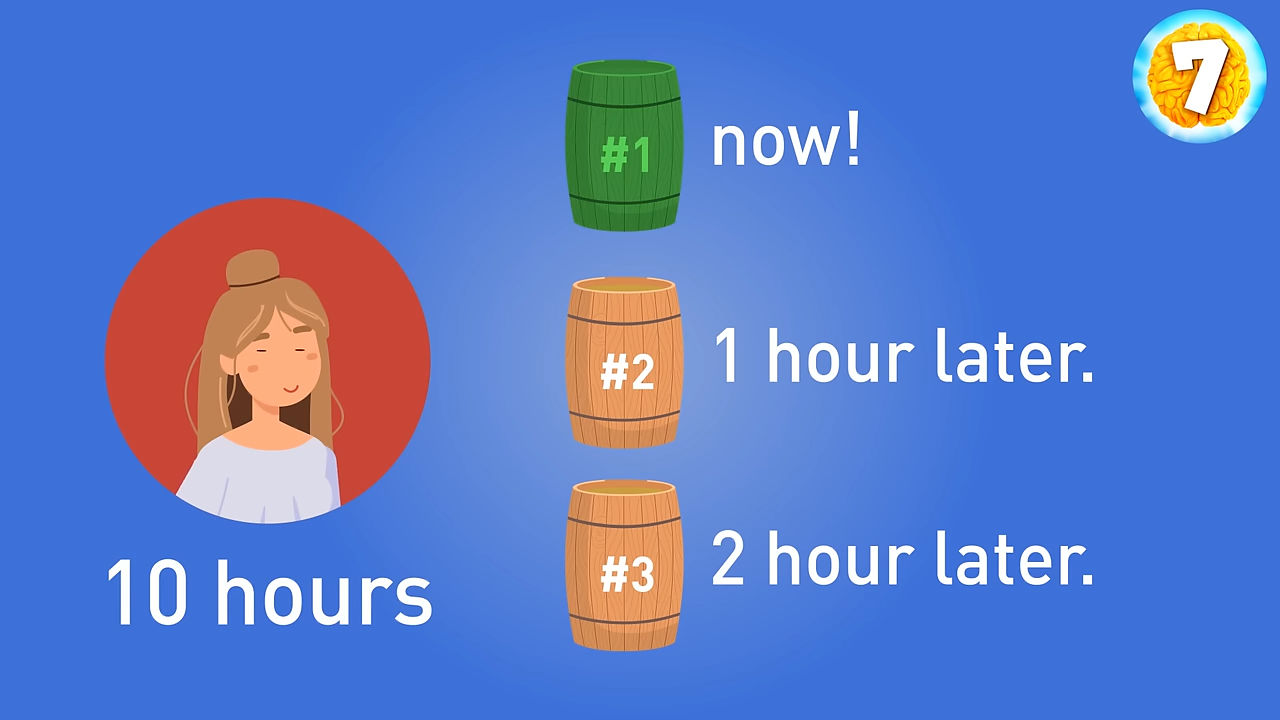 7
#1
now!
#2
1 hour later.
#3
2 hour later.
10 hours